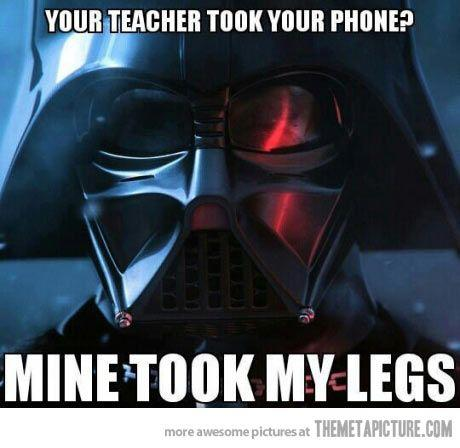 YOUR TEACHER TOOK YOUR PHONE?
MINE TOOK MY LEGS
more awesome pictures at THEMETAPICTURE.COM